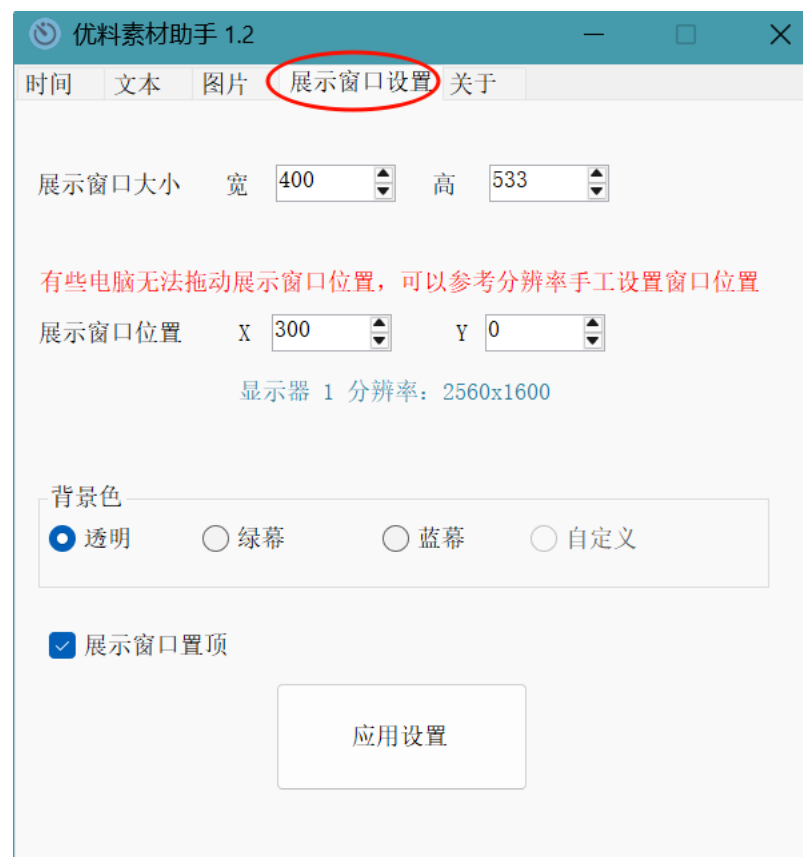 优料素材助手 1.2
时间 文本 图片 展示窗口设置 关于
展示窗口大小 宽 400 高 533
有些电脑无法拖动展示窗口位置，可以参考分辨率手工设置窗口位置
展示窗口位置 X 300 Y 0
显示器 1 分辨率：2560x1600
背景色
透明 绿幕 蓝幕 自定义
展示窗口置顶
应用设置